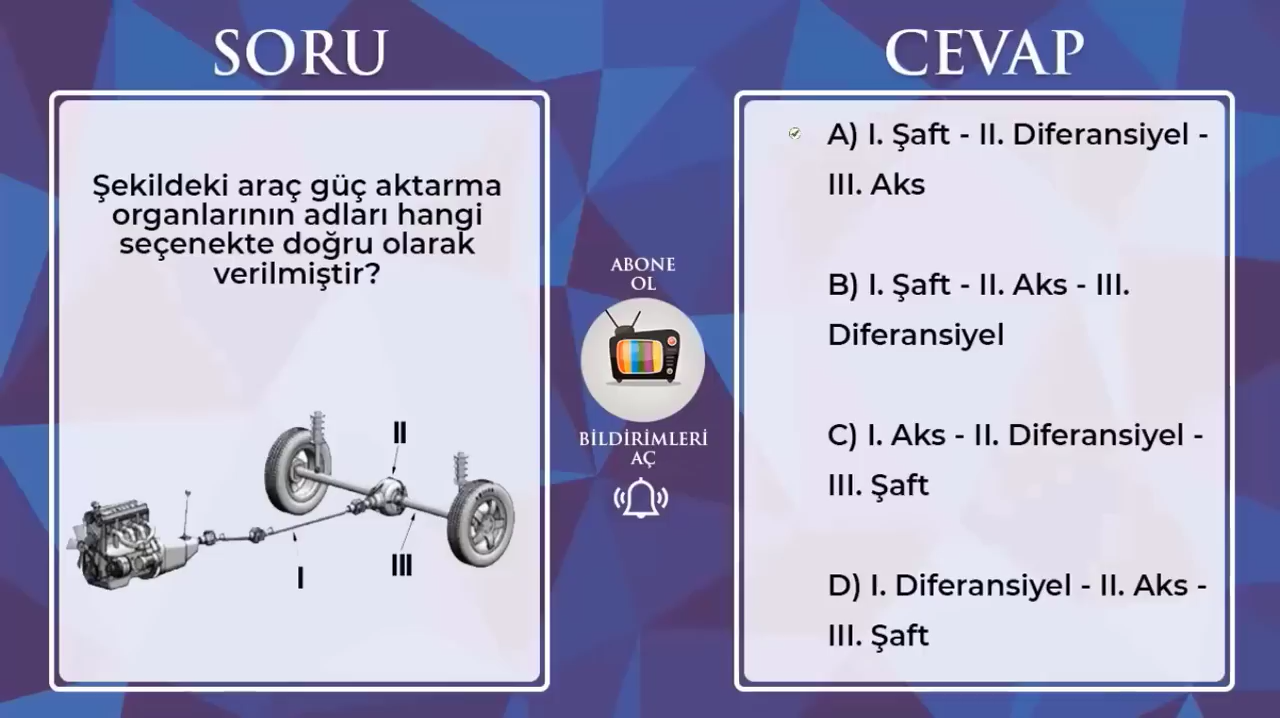 SORU
Şekildeki araç güç aktarma
organlarının adları hangi
seçenekte doğru olarak
verilmiştir?
II
III
I
ABONE
OL
BİLDİRİMLERİ
AÇ
CEVAP
A) I. Şaft - II. Diferansiyel -
III. Aks
B) I. Şaft - II. Aks - III.
Diferansiyel
C) I. Aks - II. Diferansiyel -
III. Şaft
D) I. Diferansiyel - II. Aks -
III. Şaft